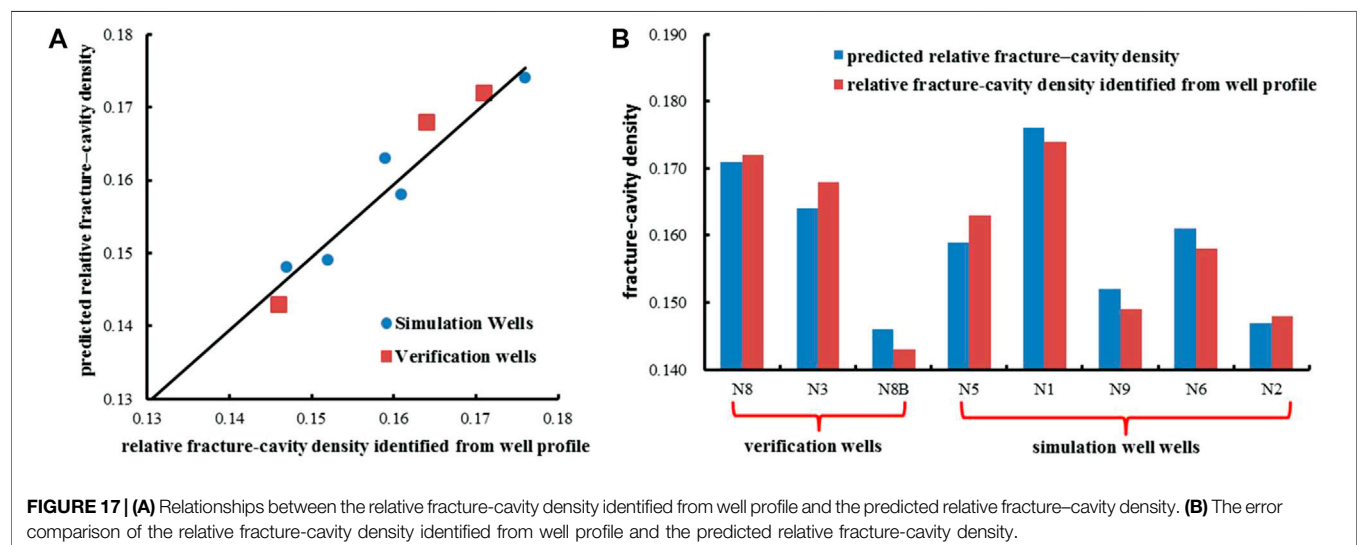 A
0.18
0.17
0.16
0.15
0.14
0.13
predicted relative fracture–cavity density
Simulation Wells
Verification wells
0.13 0.14 0.15 0.16 0.17 0.18
relative fracture-cavity density identified from well profile
B
0.190
0.180
0.170
0.160
0.150
0.140
fracture-cavity density
predicted relative fracture–cavity density
relative fracture-cavity density identified from well profile
N8 N3 N8B N5 N1 N9 N6 N2
verification wells simulation well wells
FIGURE 17 | (A) Relationships between the relative fracture-cavity density identified from well profile and the predicted relative fracture–cavity density. (B) The error
comparison of the relative fracture-cavity density identified from well profile and the predicted relative fracture-cavity density.